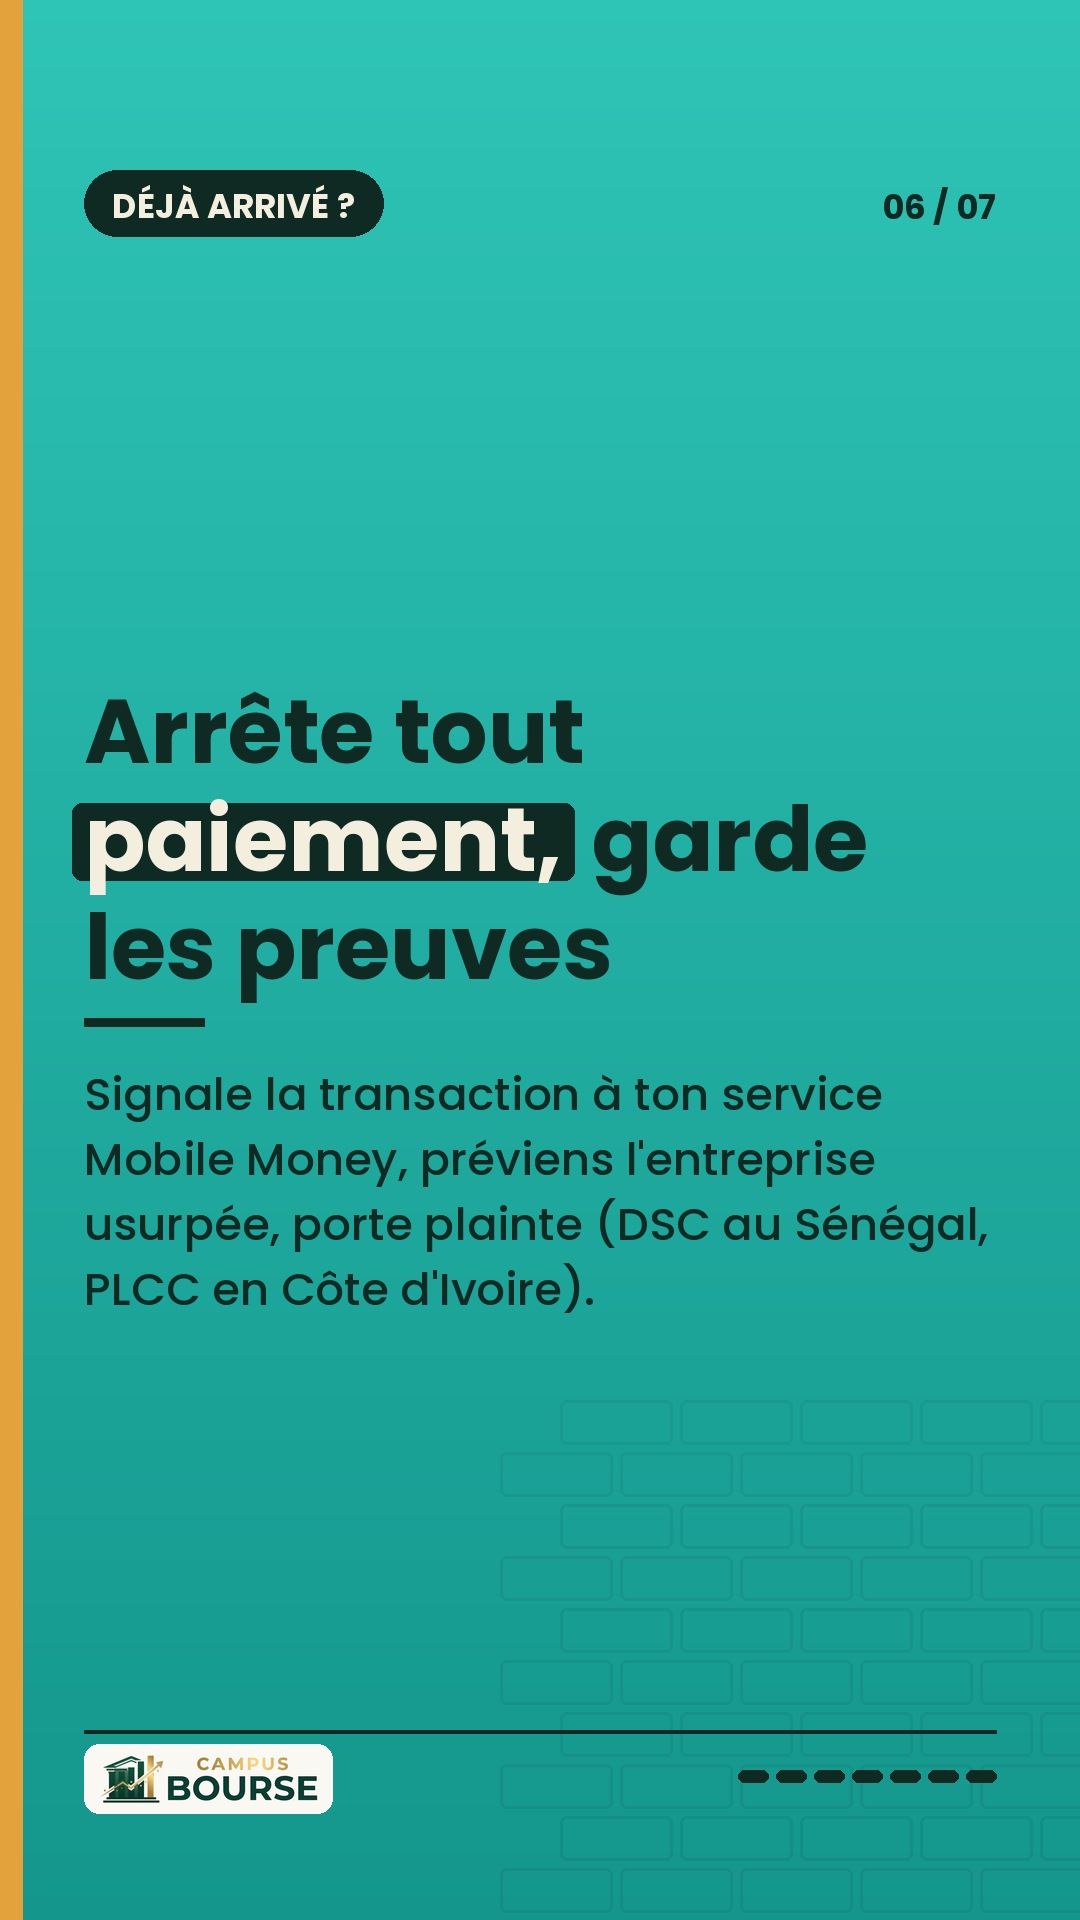 DÉJÀ ARRIVÉ ?
06 / 07
Arrête tout
paiement, garde
les preuves
Signale la transaction à ton service
Mobile Money, préviens l'entreprise
usurpée, porte plainte (DSC au Sénégal,
PLCC en Côte d'Ivoire).
CAMPUS
BOURSE